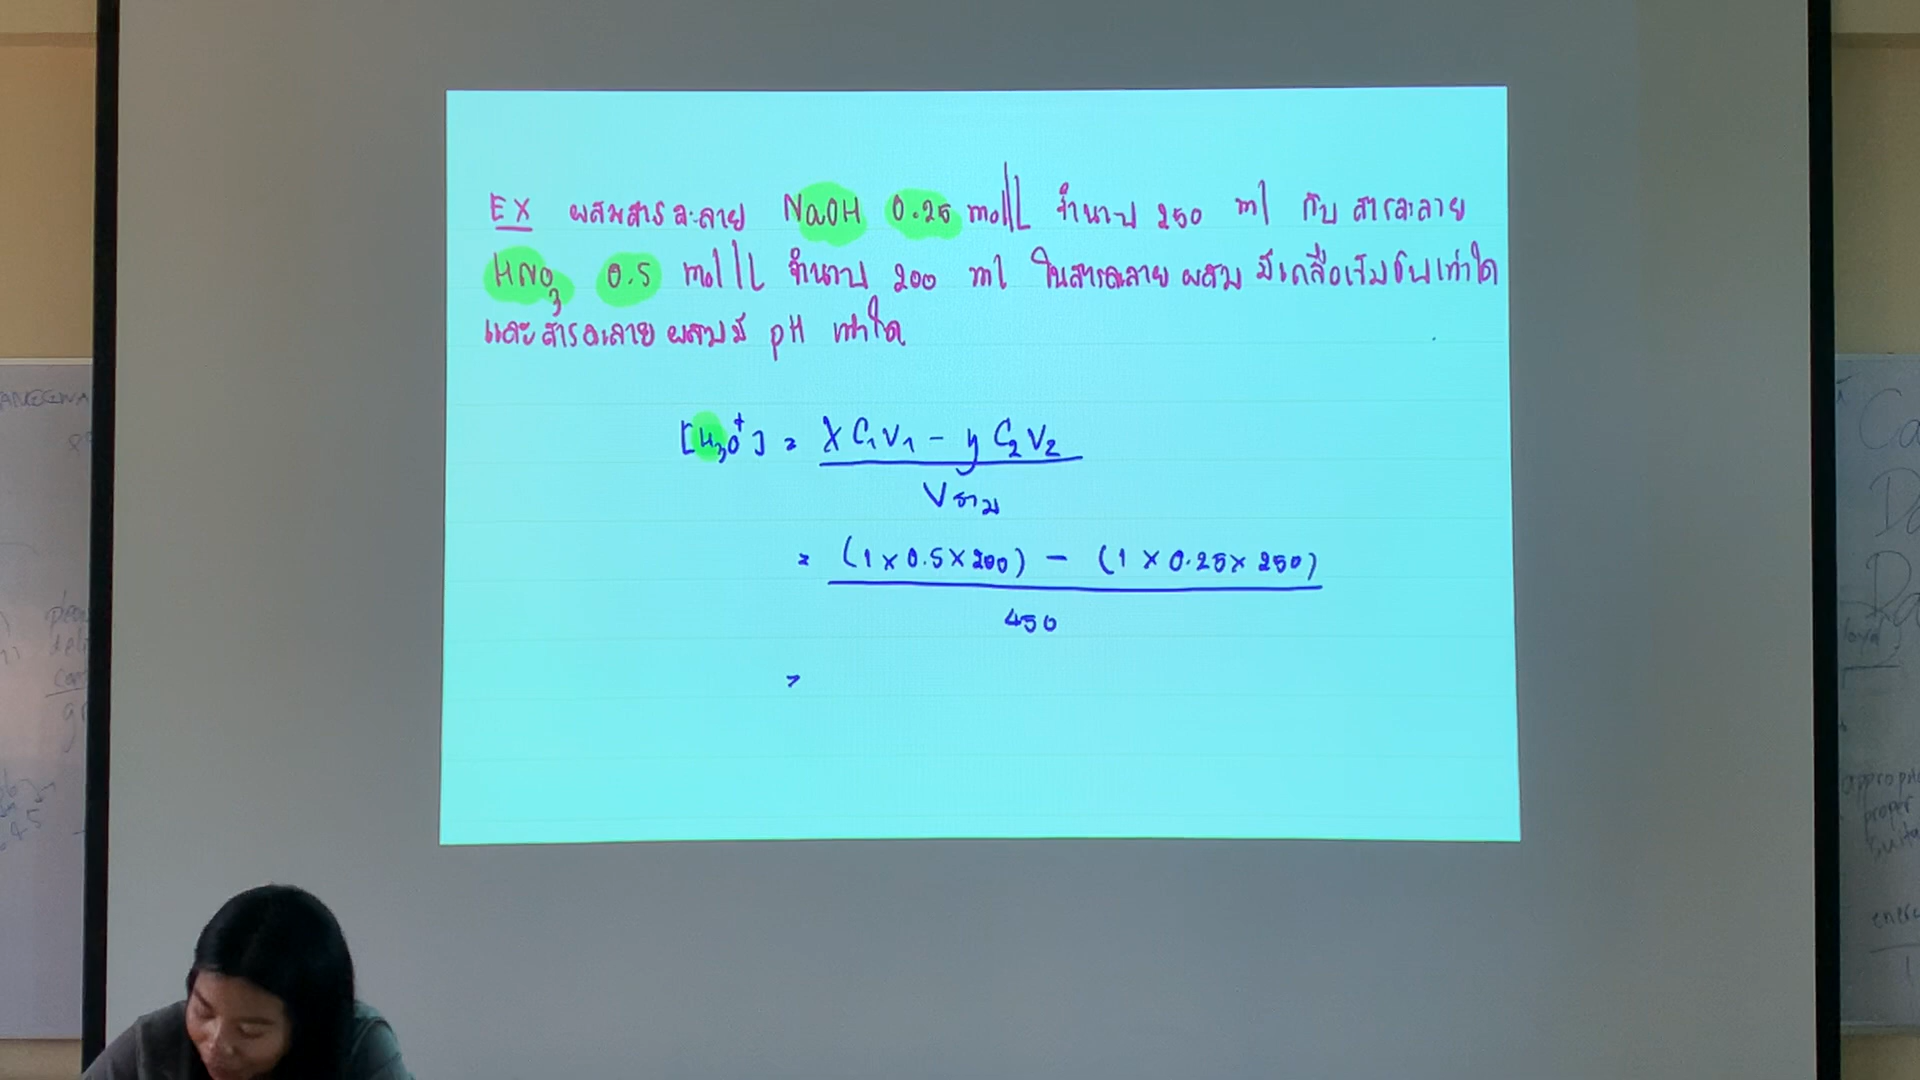 EX ผสมสารละลาย NaOH 0.25 mol/L จำนวน 250 ml กับ สารละลาย
HNO3 0.5 mol/L จำนวน 200 ml ในสารละลาย ผสม มีเกลือเข้มข้นเท่าใด
และสารละลาย ผสมมี pH เท่าใด
[H3O+] = xC1V1 - yC2V2
Vรวม
= (1 × 0.5 × 200) - (1 × 0.25 × 250)
450
=
appropri
proper